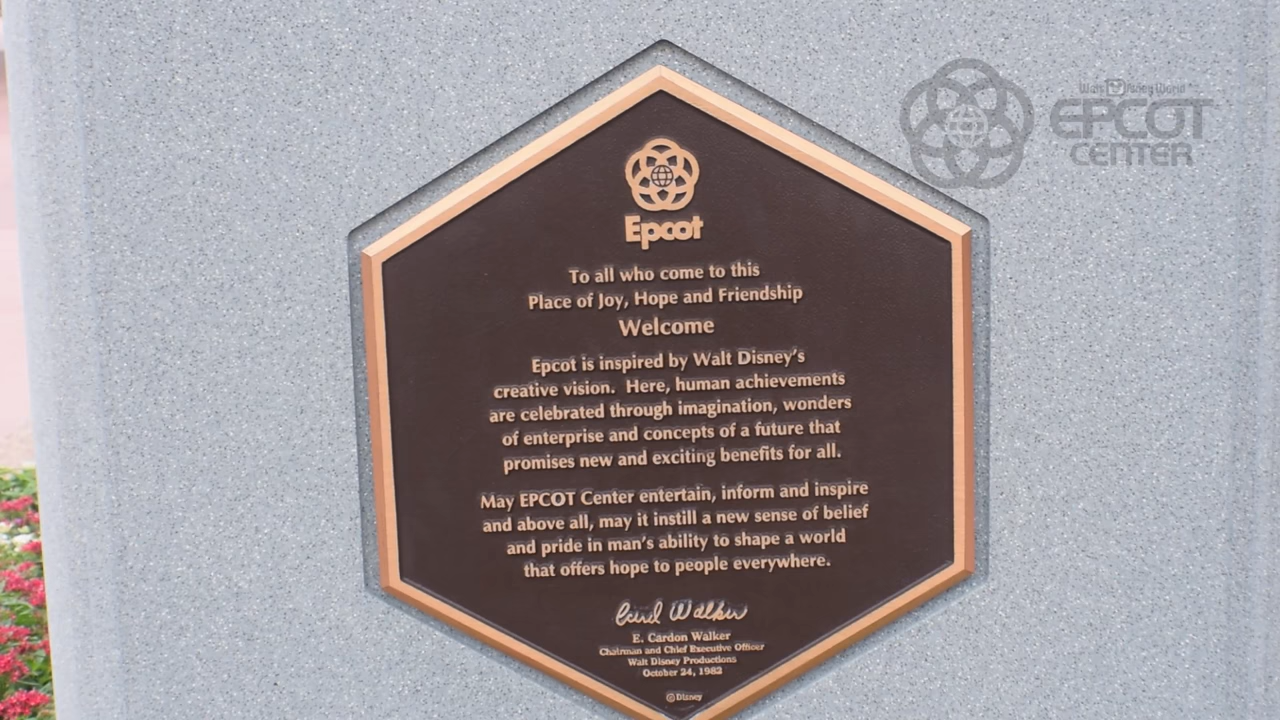 Walt Disney World
EPCOT
CENTER
Epcot
To all who come to this
Place of Joy, Hope and Friendship
Welcome
Epcot is inspired by Walt Disney's
creative vision. Here, human achievements
are celebrated through imagination, wonders
of enterprise and concepts of a future that
promises new and exciting benefits for all.
May EPCOT Center entertain, inform and inspire
and above all, may it instill a new sense of belief
and pride in man's ability to shape a world
that offers hope to people everywhere.
Card Walker
E. Cardon Walker
Chairman and Chief Executive Officer
Walt Disney Productions
October 24, 1982
©Disney